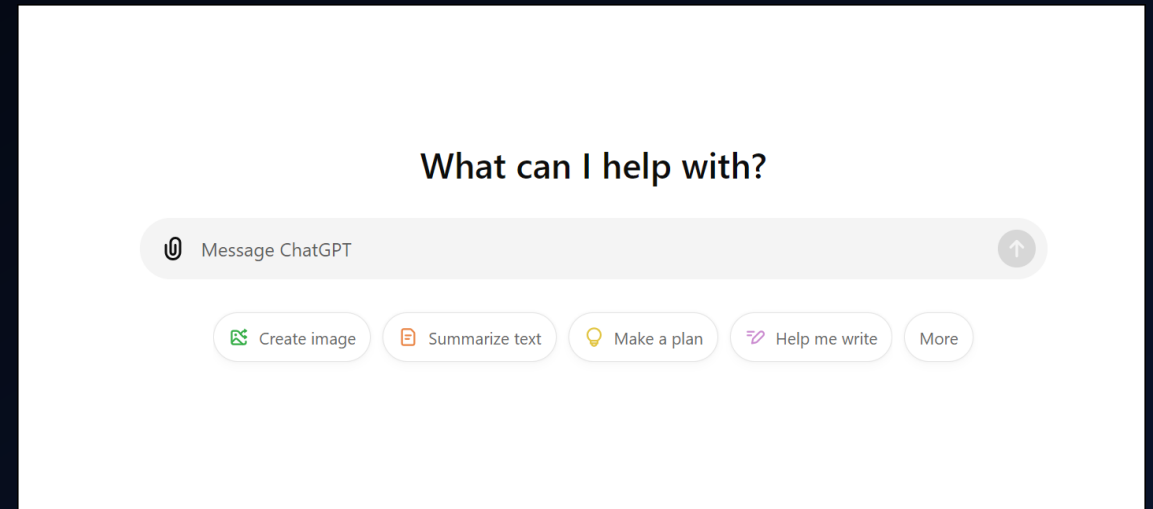 What can I help with?
Message ChatGPT
Create image Summarize text Make a plan Help me write More